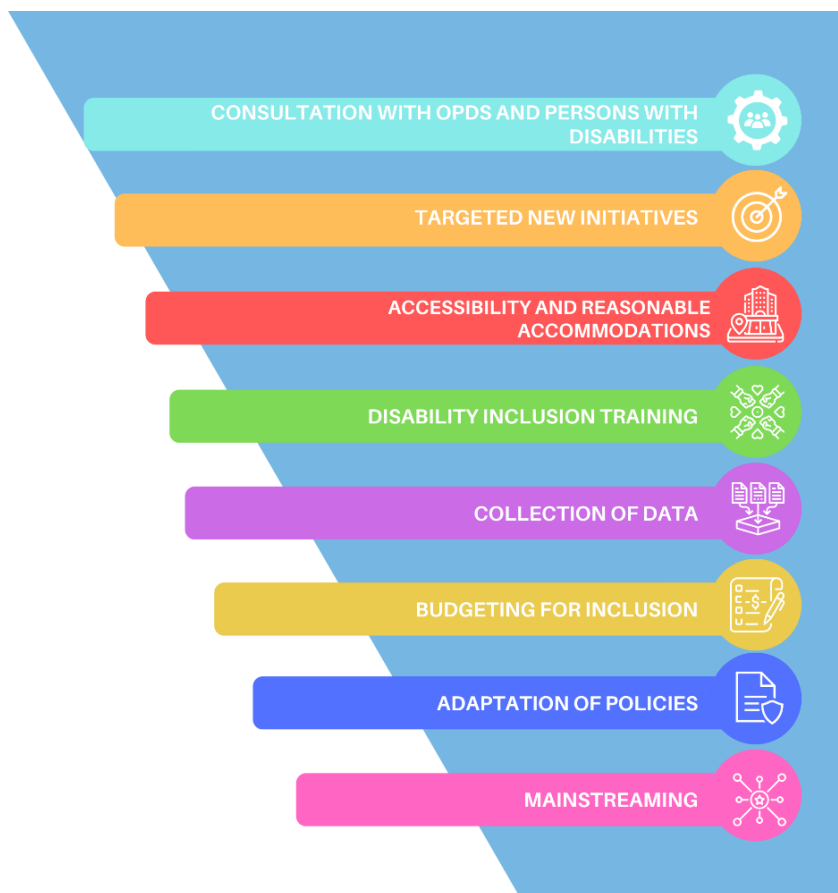 CONSULTATION WITH OPDS AND PERSONS WITH
DISABILITIES
TARGETED NEW INITIATIVES
ACCESSIBILITY AND REASONABLE
ACCOMMODATIONS
DISABILITY INCLUSION TRAINING
COLLECTION OF DATA
BUDGETING FOR INCLUSION
ADAPTATION OF POLICIES
MAINSTREAMING